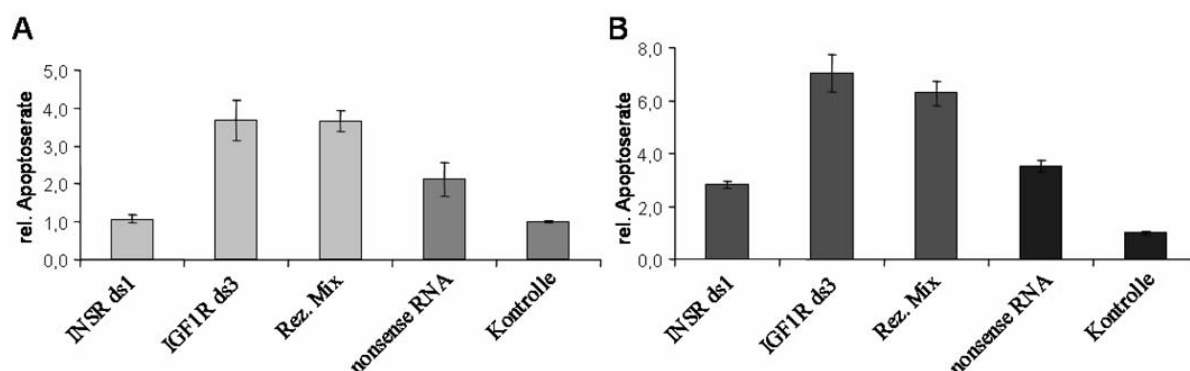 A
rel. Apoptoserate
5,0
4,0
3,0
2,0
1,0
0,0
INSR ds1
IGF1R ds3
Rez. Mix
nonsense RNA
Kontrolle
B
rel. Apoptoserate
8,0
6,0
4,0
2,0
0,0
INSR ds1
IGF1R ds3
Rez. Mix
nonsense RNA
Kontrolle